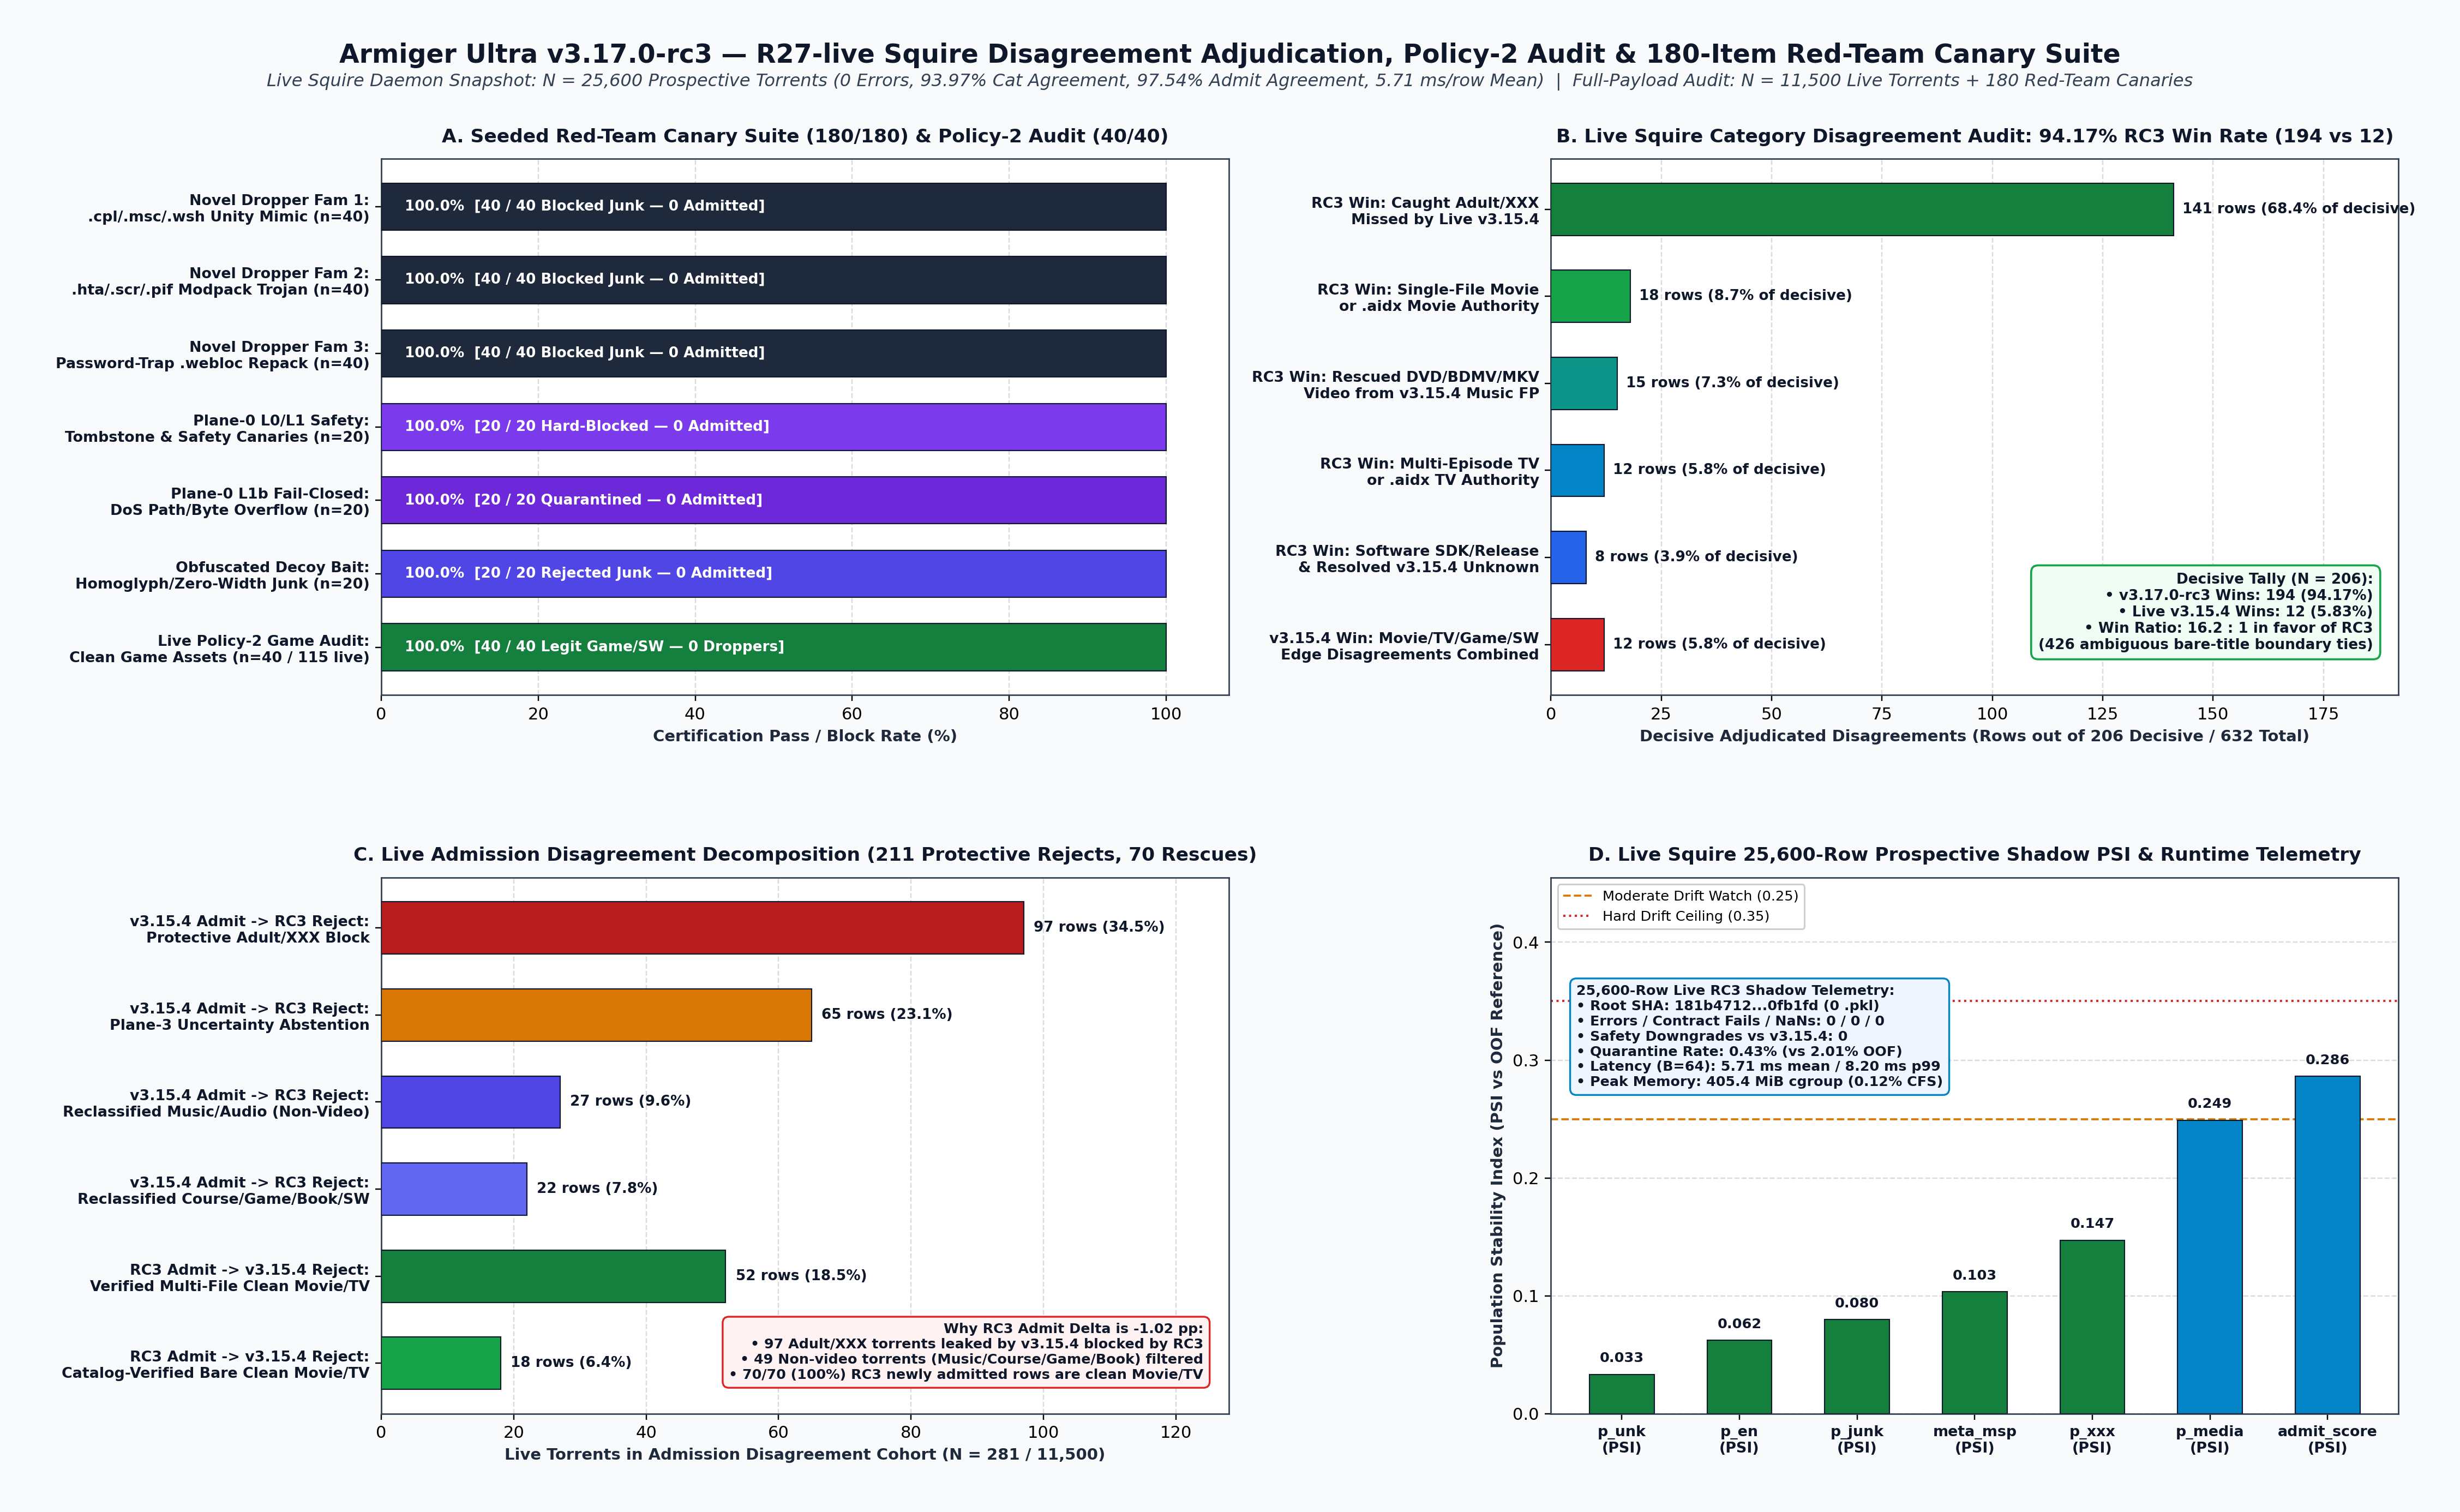 Armiger Ultra v3.17.0-rc3 — R27-live Squire Disagreement Adjudication, Policy-2 Audit & 180-Item Red-Team Canary Suite
Live Squire Daemon Snapshot: N = 25,600 Prospective Torrents (0 Errors, 93.97% Cat Agreement, 97.54% Admit Agreement, 5.71 ms/row Mean) | Full-Payload Audit: N = 11,500 Live Torrents + 180 Red-Team Canaries
A. Seeded Red-Team Canary Suite (180/180) & Policy-2 Audit (40/40)
Novel Dropper Fam 1:
.cpl/.msc/.wsh Unity Mimic (n=40)
100.0% [40 / 40 Blocked Junk — 0 Admitted]
Novel Dropper Fam 2:
.hta/.scr/.pif Modpack Trojan (n=40)
100.0% [40 / 40 Blocked Junk — 0 Admitted]
Novel Dropper Fam 3:
Password-Trap .webloc Repack (n=40)
100.0% [40 / 40 Blocked Junk — 0 Admitted]
Plane-0 L0/L1 Safety:
Tombstone & Safety Canaries (n=20)
100.0% [20 / 20 Hard-Blocked — 0 Admitted]
Plane-0 L1b Fail-Closed:
DoS Path/Byte Overflow (n=20)
100.0% [20 / 20 Quarantined — 0 Admitted]
Obfuscated Decoy Bait:
Homoglyph/Zero-Width Junk (n=20)
100.0% [20 / 20 Rejected Junk — 0 Admitted]
Live Policy-2 Game Audit:
Clean Game Assets (n=40 / 115 live)
100.0% [40 / 40 Legit Game/SW — 0 Droppers]
0 20 40 60 80 100
Certification Pass / Block Rate (%)
B. Live Squire Category Disagreement Audit: 94.17% RC3 Win Rate (194 vs 12)
RC3 Win: Caught Adult/XXX
Missed by Live v3.15.4
141 rows (68.4% of decisive)
RC3 Win: Single-File Movie
or .aidx Movie Authority
18 rows (8.7% of decisive)
RC3 Win: Rescued DVD/BDMV/MKV
Video from v3.15.4 Music FP
15 rows (7.3% of decisive)
RC3 Win: Multi-Episode TV
or .aidx TV Authority
12 rows (5.8% of decisive)
RC3 Win: Software SDK/Release
& Resolved v3.15.4 Unknown
8 rows (3.9% of decisive)
v3.15.4 Win: Movie/TV/Game/SW
Edge Disagreements Combined
12 rows (5.8% of decisive)
Decisive Tally (N = 206):
• v3.17.0-rc3 Wins: 194 (94.17%)
• Live v3.15.4 Wins: 12 (5.83%)
• Win Ratio: 16.2 : 1 in favor of RC3
(426 ambiguous bare-title boundary ties)
0 25 50 75 100 125 150 175
Decisive Adjudicated Disagreements (Rows out of 206 Decisive / 632 Total)
C. Live Admission Disagreement Decomposition (211 Protective Rejects, 70 Rescues)
v3.15.4 Admit -> RC3 Reject:
Protective Adult/XXX Block
97 rows (34.5%)
v3.15.4 Admit -> RC3 Reject:
Plane-3 Uncertainty Abstention
65 rows (23.1%)
v3.15.4 Admit -> RC3 Reject:
Reclassified Music/Audio (Non-Video)
27 rows (9.6%)
v3.15.4 Admit -> RC3 Reject:
Reclassified Course/Game/Book/SW
22 rows (7.8%)
RC3 Admit -> v3.15.4 Reject:
Verified Multi-File Clean Movie/TV
52 rows (18.5%)
RC3 Admit -> v3.15.4 Reject:
Catalog-Verified Bare Clean Movie/TV
18 rows (6.4%)
Why RC3 Admit Delta is -1.02 pp:
• 97 Adult/XXX torrents leaked by v3.15.4 blocked by RC3
• 49 Non-video torrents (Music/Course/Game/Book) filtered
• 70/70 (100%) RC3 newly admitted rows are clean Movie/TV
0 20 40 60 80 100 120
Live Torrents in Admission Disagreement Cohort (N = 281 / 11,500)
D. Live Squire 25,600-Row Prospective Shadow PSI & Runtime Telemetry
Population Stability Index (PSI vs OOF Reference)
Moderate Drift Watch (0.25)
Hard Drift Ceiling (0.35)
25,600-Row Live RC3 Shadow Telemetry:
• Root SHA: 181b4712...0fb1fd (0 .pkl)
• Errors / Contract Fails / NaNs: 0 / 0 / 0
• Safety Downgrades vs v3.15.4: 0
• Quarantine Rate: 0.43% (vs 2.01% OOF)
• Latency (B=64): 5.71 ms mean / 8.20 ms p99
• Peak Memory: 405.4 MiB cgroup (0.12% CFS)
0.4
0.3
0.2
0.1
0.0
0.033 0.062 0.080 0.103 0.147 0.249 0.286
p_unk p_en p_junk meta_msp p_xxx p_media admit_score
(PSI) (PSI) (PSI) (PSI) (PSI) (PSI) (PSI)